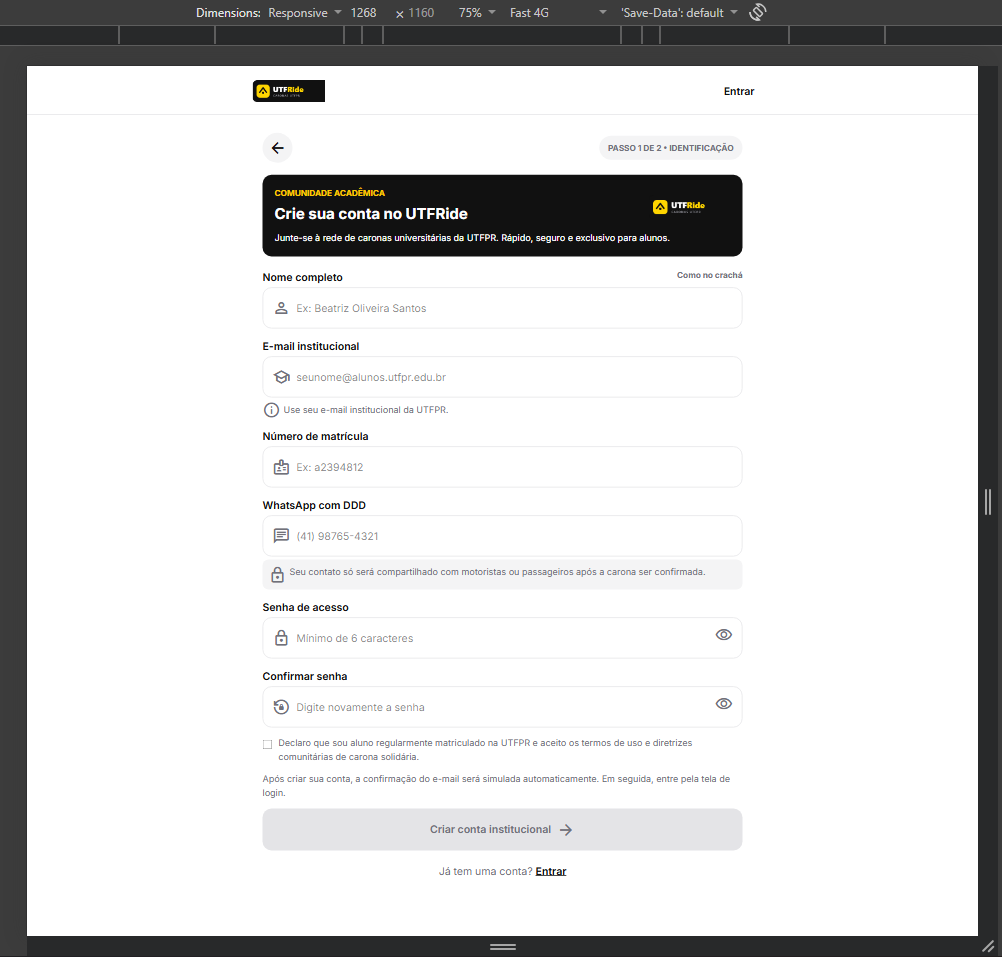 Dimensions: Responsive 1268 × 1160 75% Fast 4G 'Save-Data': default
UTFRide
CARONAS UTFPR
Entrar
PASSO 1 DE 2 • IDENTIFICAÇÃO
COMUNIDADE ACADÊMICA
Crie sua conta no UTFRide
Junte-se à rede de caronas universitárias da UTFPR. Rápido, seguro e exclusivo para alunos.
UTFRide
CARONAS UTFPR
Nome completo
Como no crachá
Ex: Beatriz Oliveira Santos
E-mail institucional
seunome@alunos.utfpr.edu.br
Use seu e-mail institucional da UTFPR.
Número de matrícula
Ex: a2394812
WhatsApp com DDD
(41) 98765-4321
Seu contato só será compartilhado com motoristas ou passageiros após a carona ser confirmada.
Senha de acesso
Mínimo de 6 caracteres
Confirmar senha
Digite novamente a senha
Declaro que sou aluno regularmente matriculado na UTFPR e aceito os termos de uso e diretrizes
comunitárias de carona solidária.
Após criar sua conta, a confirmação do e-mail será simulada automaticamente. Em seguida, entre pela tela de
login.
Criar conta institucional
Já tem uma conta? Entrar